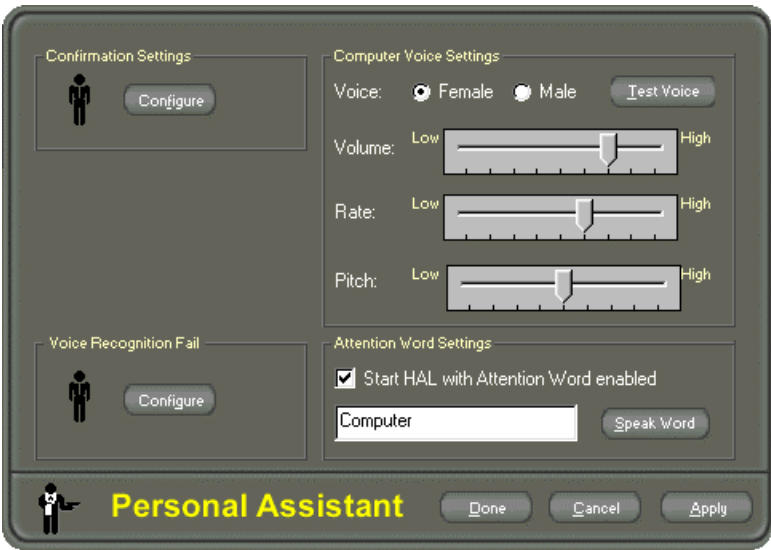 Confirmation Settings
Configure
Computer Voice Settings
Voice: Female Male Test Voice
Volume: Low High
Rate: Low High
Pitch: Low High
Voice Recognition Fail
Configure
Attention Word Settings
Start HAL with Attention Word enabled
Computer Speak Word
Personal Assistant Done Cancel Apply